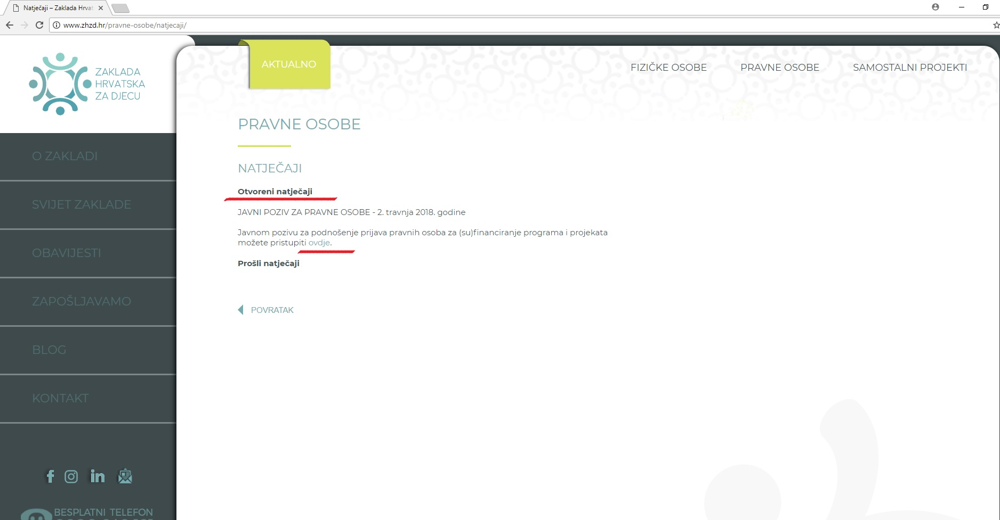 Natječaji – Zaklada Hrvat
www.zhzd.hr/pravne-osobe/natjecaji/
ZAKLADA
HRVATSKA
ZA DJECU
AKTUALNO
FIZIČKE OSOBE
PRAVNE OSOBE
SAMOSTALNI PROJEKTI
O ZAKLADI
SVIJET ZAKLADE
OBAVIJESTI
ZAPOŠLJAVAMO
BLOG
KONTAKT
BESPLATNI TELEFON
PRAVNE OSOBE
NATJEČAJI
Otvoreni natječaji
JAVNI POZIV ZA PRAVNE OSOBE - 2. travnja 2018. godine
Javnom pozivu za podnošenje prijava pravnih osoba za (su)financiranje programa i projekata
možete pristupiti ovdje.
Prošli natječaji
POVRATAK